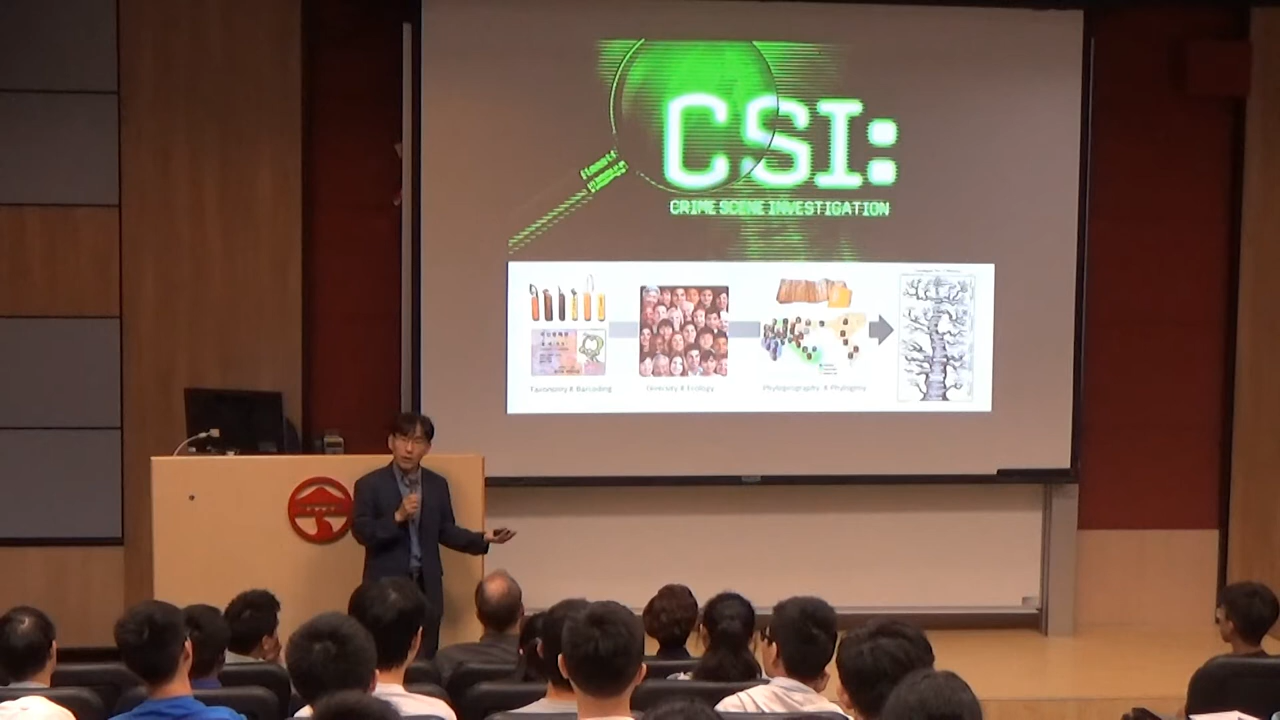 CSI:
CRIME SCENE INVESTIGATION
Taxonomy & Barcoding
Diversity & Ecology
Phylogeography & Phylogeny